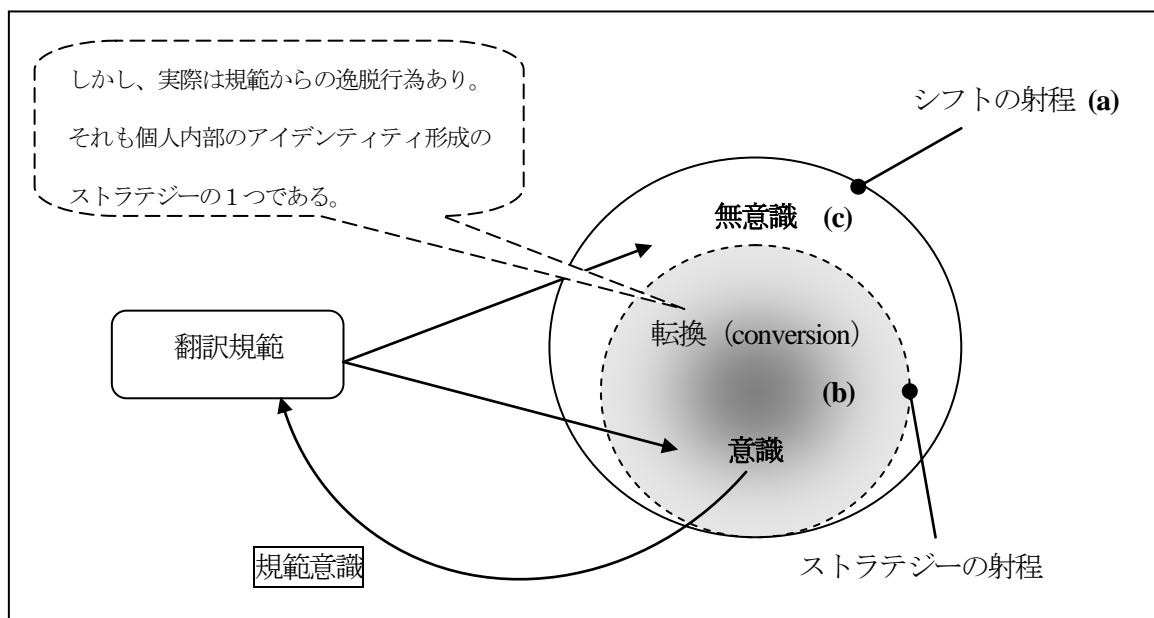 しかし、実際は規範からの逸脱行為あり。
それも個人内部のアイデンティティ形成の
ストラテジーの１つである。
シフトの射程 (a)
無意識 (c)
転換（conversion）
翻訳規範
(b)
意識
規範意識
ストラテジーの射程